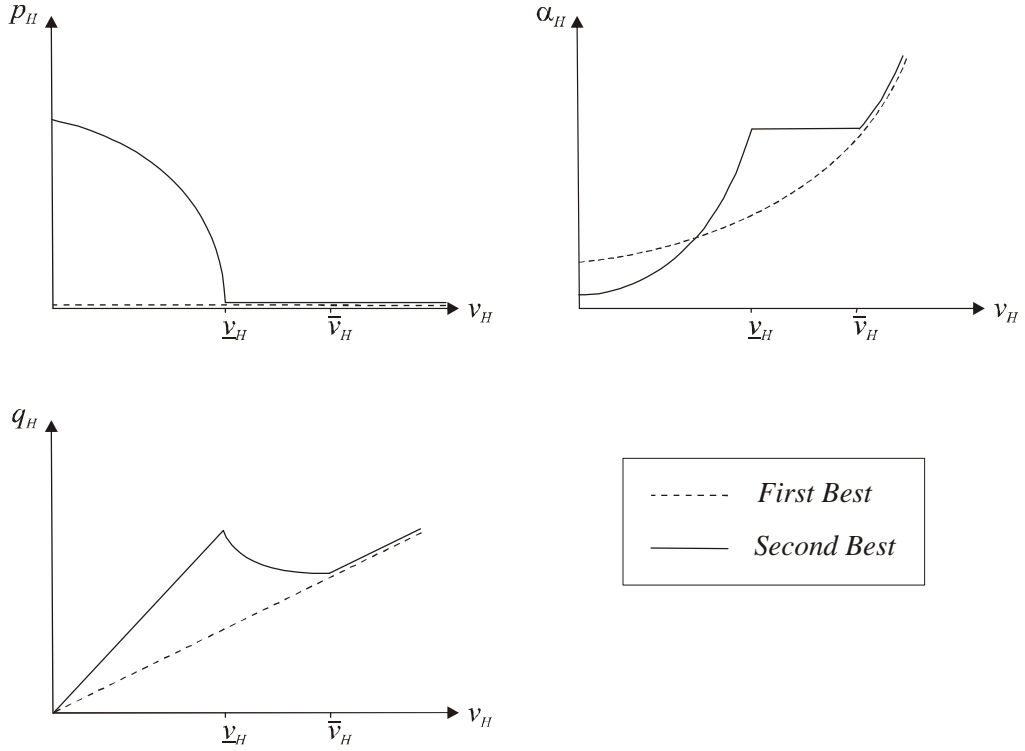 p_H
v̲_H
v̅_H
v_H
α_H
v̲_H
v̅_H
v_H
q_H
v̲_H
v̅_H
v_H
First Best
Second Best